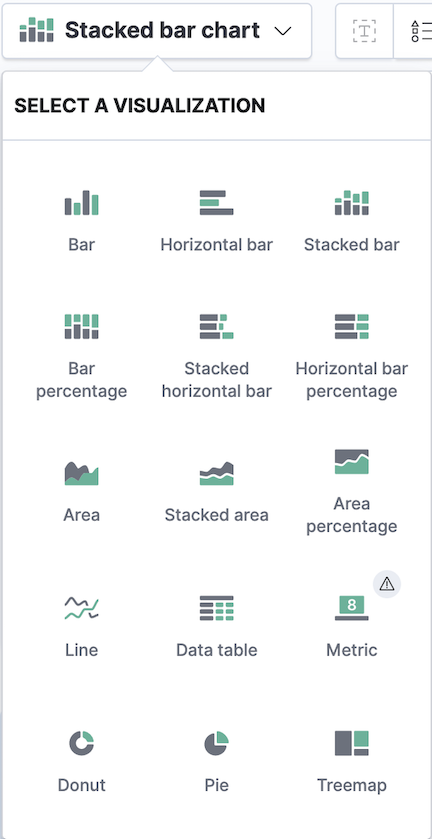 Stacked bar chart
T
SELECT A VISUALIZATION
Bar
Horizontal bar
Stacked bar
Bar
percentage
Stacked
horizontal bar
Horizontal bar
percentage
Area
Stacked area
Area
percentage
8
Line
Data table
Metric
Donut
Pie
Treemap